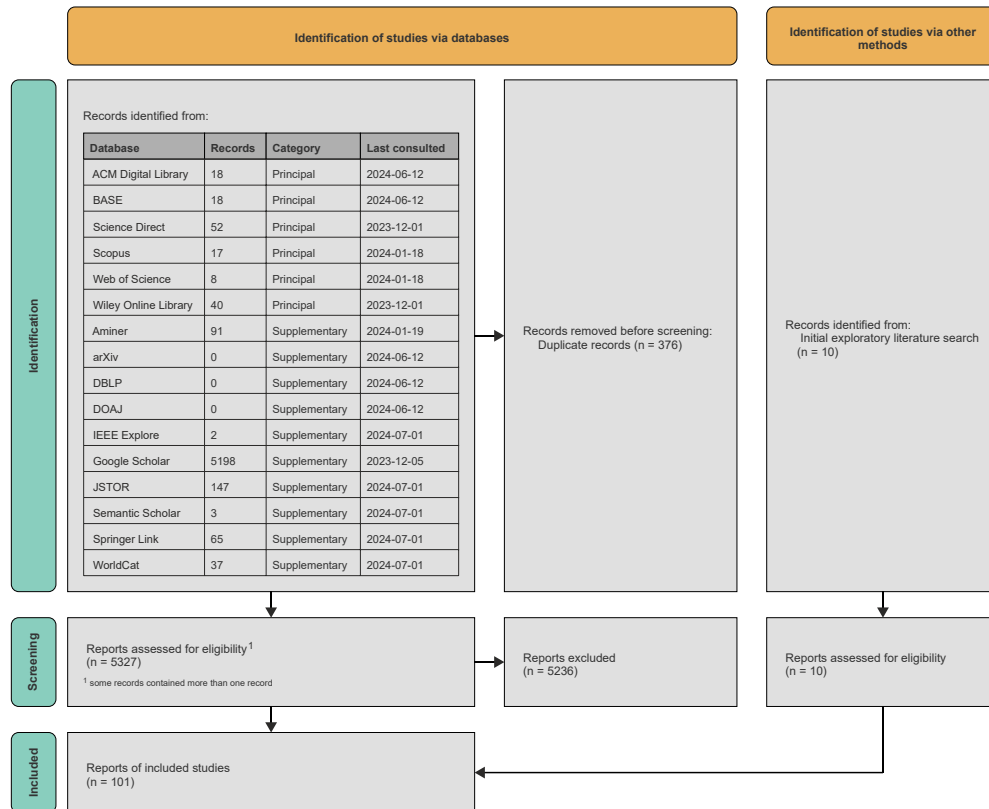 Identification of studies via databases
Identification of studies via other
methods
Identification
Records identified from:
Database Records Category Last consulted
ACM Digital Library 18 Principal 2024-06-12
BASE 18 Principal 2024-06-12
Science Direct 52 Principal 2023-12-01
Scopus 17 Principal 2024-01-18
Web of Science 8 Principal 2024-01-18
Wiley Online Library 40 Principal 2023-12-01
Aminer 91 Supplementary 2024-01-19
arXiv 0 Supplementary 2024-06-12
DBLP 0 Supplementary 2024-06-12
DOAJ 0 Supplementary 2024-06-12
IEEE Explore 2 Supplementary 2024-07-01
Google Scholar 5198 Supplementary 2023-12-05
JSTOR 147 Supplementary 2024-07-01
Semantic Scholar 3 Supplementary 2024-07-01
Springer Link 65 Supplementary 2024-07-01
WorldCat 37 Supplementary 2024-07-01
Records removed before screening:
Duplicate records (n = 376)
Records identified from:
Initial exploratory literature search
(n = 10)
Screening
Reports assessed for eligibility 1
(n = 5327)
1 some records contained more than one record
Reports excluded
(n = 5236)
Reports assessed for eligibility
(n = 10)
Included
Reports of included studies
(n = 101)